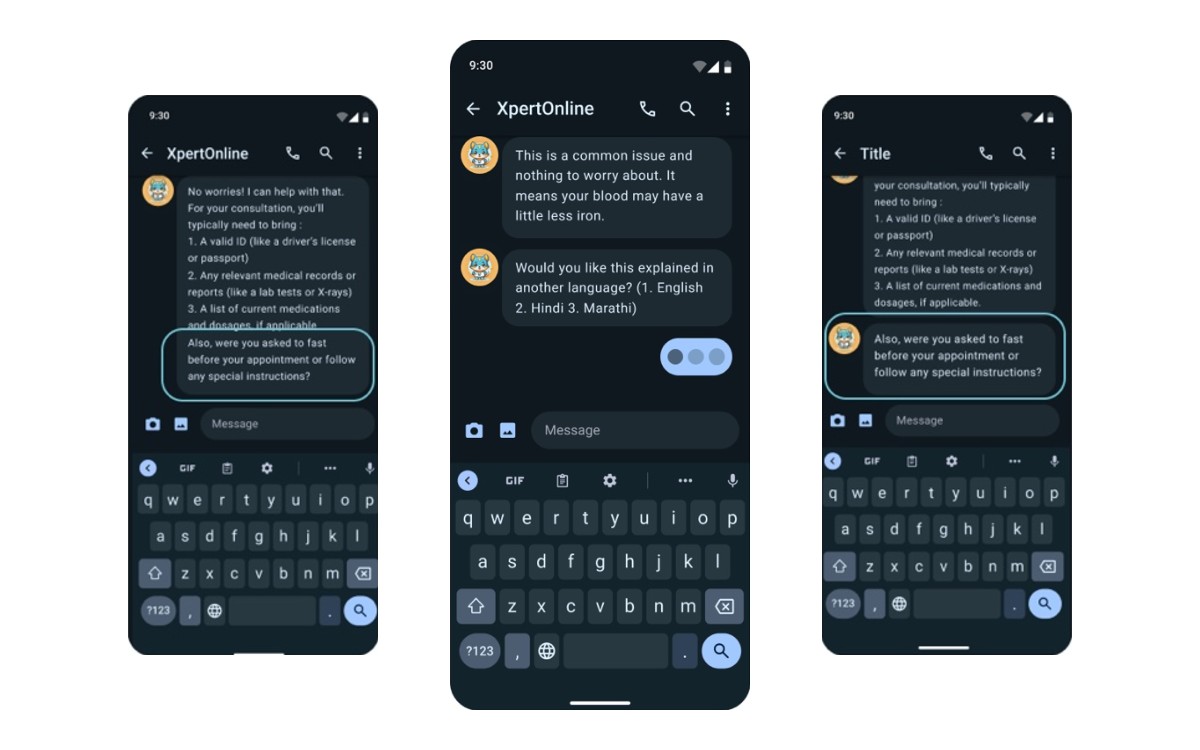 9:30
XpertOnline
No worries! I can help with that.
For your consultation, you'll
typically need to bring :
1. A valid ID (like a driver's license
or passport)
2. Any relevant medical records or
reports (like a lab tests or X-rays)
3. A list of current medications
and dosages, if applicable
Also, were you asked to fast
before your appointment or follow
any special instructions?
Message
GIF
q w e r t y u i o p
a s d f g h j k l
z x c v b n m
?123 , .
9:30
XpertOnline
This is a common issue and
nothing to worry about. It
means your blood may have a
little less iron.
Would you like this explained in
another language? (1. English
2. Hindi 3. Marathi)
Message
GIF
q w e r t y u i o p
a s d f g h j k l
z x c v b n m
?123 , .
9:30
Title
your consultation, you'll typically
need to bring :
1. A valid ID (like a driver's license
or passport)
2. Any relevant medical records or
reports (like a lab tests or X-rays)
3. A list of current medications and
dosages, if applicable.
Also, were you asked to fast
before your appointment or
follow any special instructions?
Message
GIF
q w e r t y u i o p
a s d f g h j k l
z x c v b n m
?123 , .